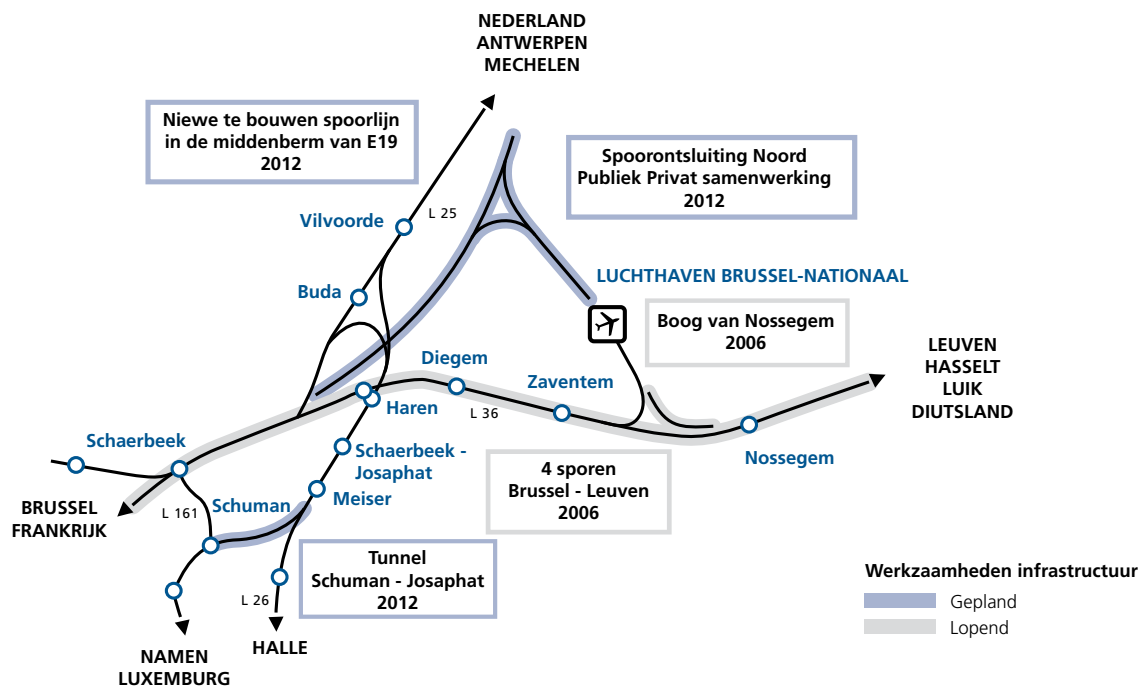 NEDERLAND
ANTWERPEN
MECHELEN
Niewe te bouwen spoorlijn
in de middenberm van E19
2012
Spoorontsluiting Noord
Publiek Privat samenwerking
2012
Vilvoorde
L 25
LUCHTHAVEN BRUSSEL-NATIONAAL
Buda
Boog van Nossegem
2006
Diegem
Zaventem
LEUVEN
HASSELT
LUIK
DIUTSLAND
Haren
L 36
Schaerbeek
Schaerbeek -
Josaphat
Nossegem
4 sporen
Brussel - Leuven
2006
Meiser
Schuman
BRUSSEL
FRANKRIJK
L 161
Tunnel
Schuman - Josaphat
2012
L 26
HALLE
NAMEN
LUXEMBURG
Werkzaamheden infrastructuur
Gepland
Lopend